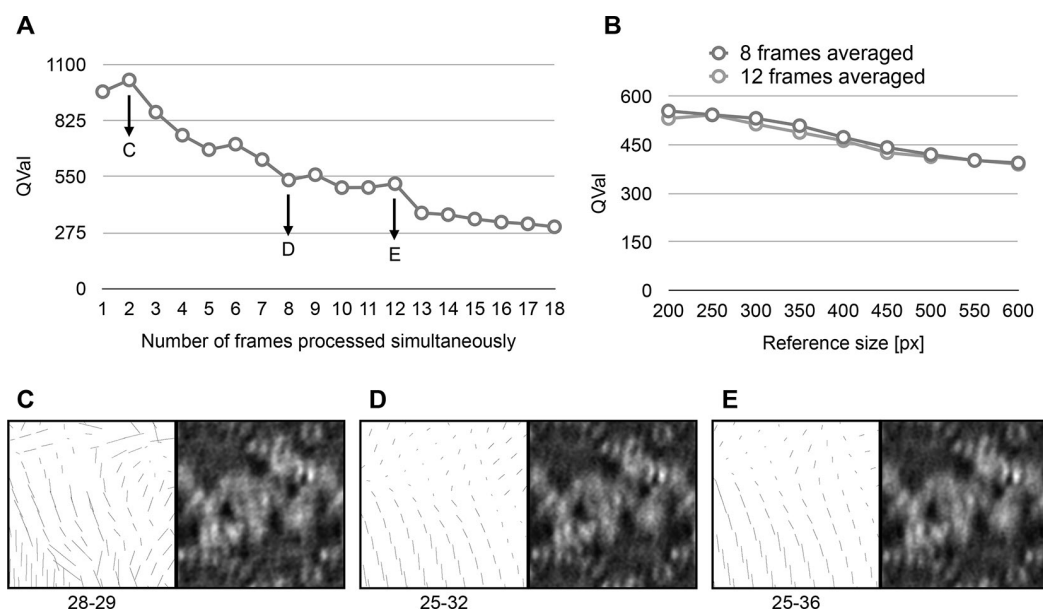 A
1100
825
550
275
0
QVal
C
D
E
1 2 3 4 5 6 7 8 9 10 11 12 13 14 15 16 17 18
Number of frames processed simultaneously
B
8 frames averaged
12 frames averaged
600
450
300
150
0
QVal
200 250 300 350 400 450 500 550 600
Reference size [px]
C
28-29
D
25-32
E
25-36